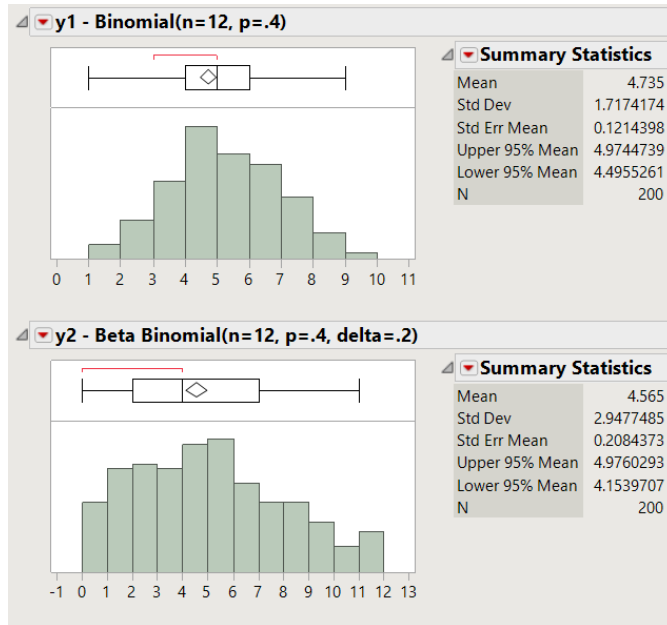 y1 - Binomial(n=12, p=.4)
Summary Statistics
Mean 4.735
Std Dev 1.7174174
Std Err Mean 0.1214398
Upper 95% Mean 4.9744739
Lower 95% Mean 4.4955261
N 200
0 1 2 3 4 5 6 7 8 9 10 11
y2 - Beta Binomial(n=12, p=.4, delta=.2)
Summary Statistics
Mean 4.565
Std Dev 2.9477485
Std Err Mean 0.2084373
Upper 95% Mean 4.9760293
Lower 95% Mean 4.1539707
N 200
-1 0 1 2 3 4 5 6 7 8 9 10 11 12 13